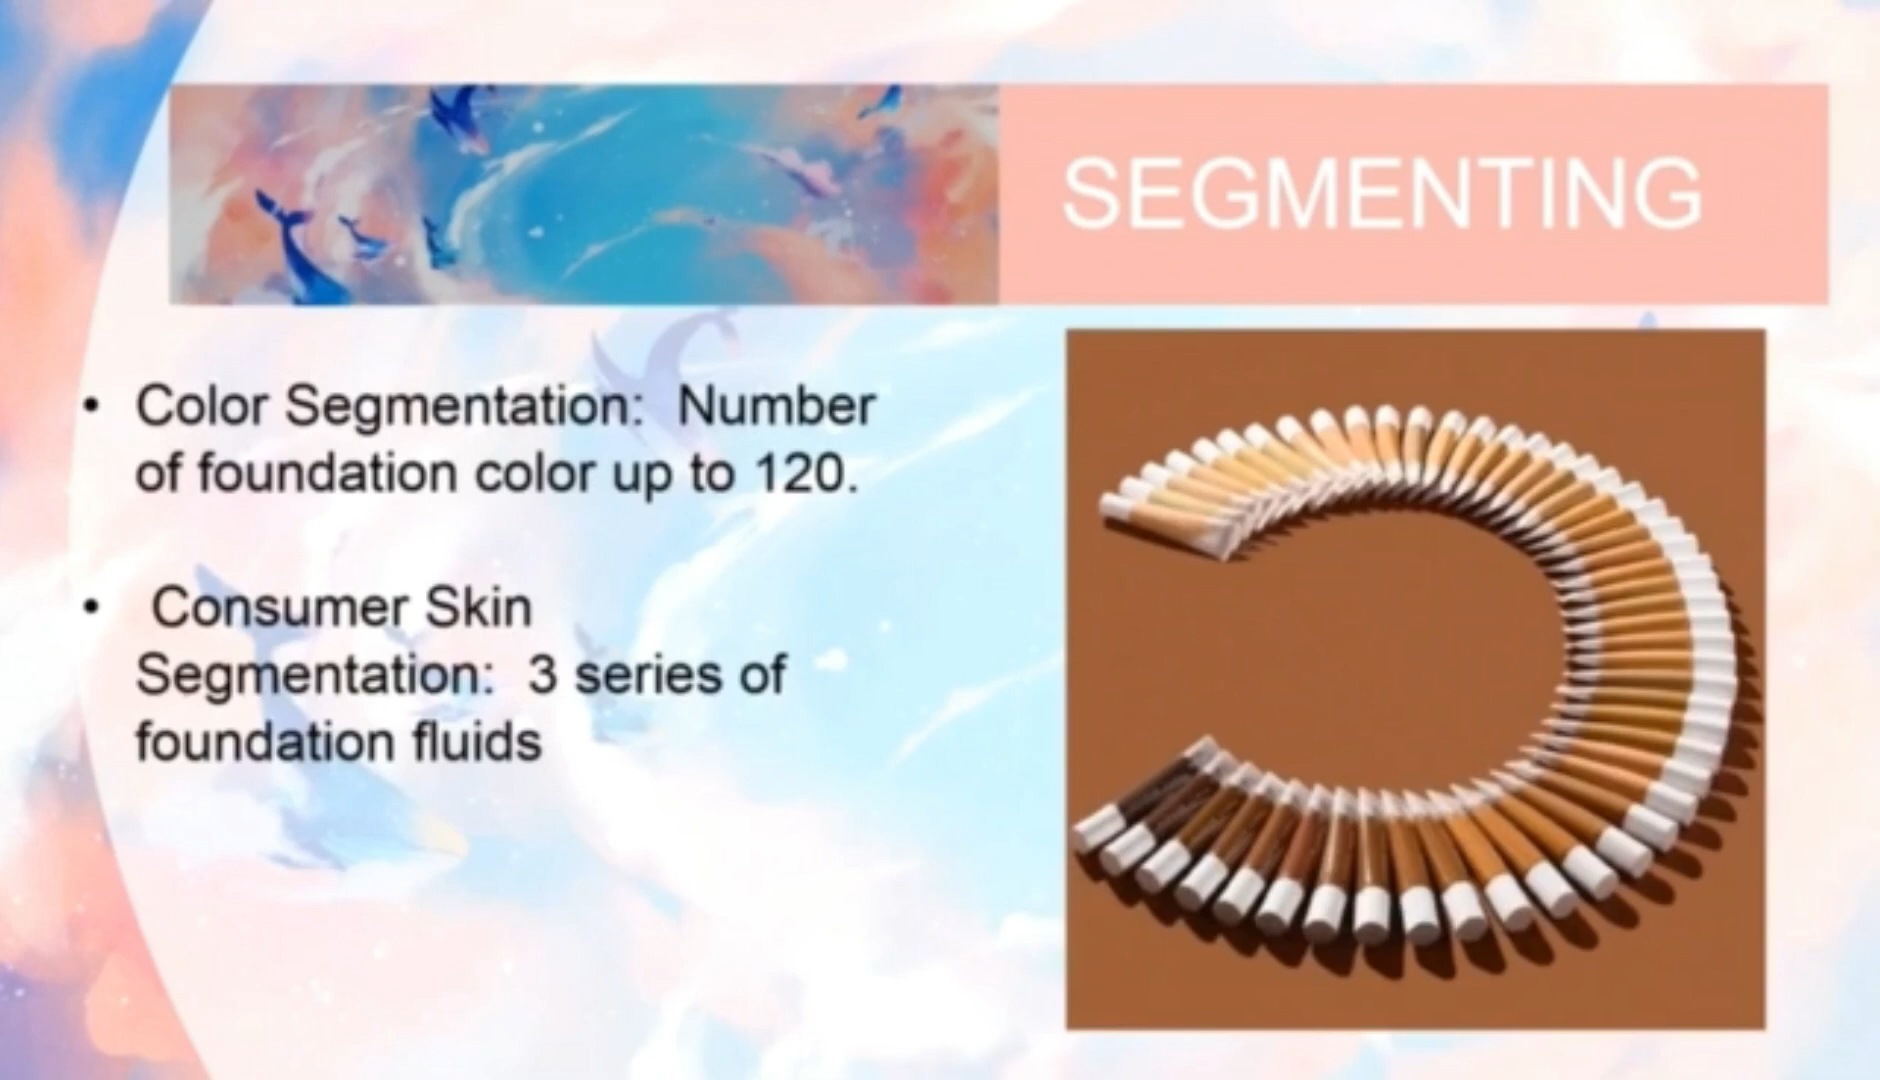 SEGMENTING
• Color Segmentation: Number
of foundation color up to 120.
• Consumer Skin
Segmentation: 3 series of
foundation fluids